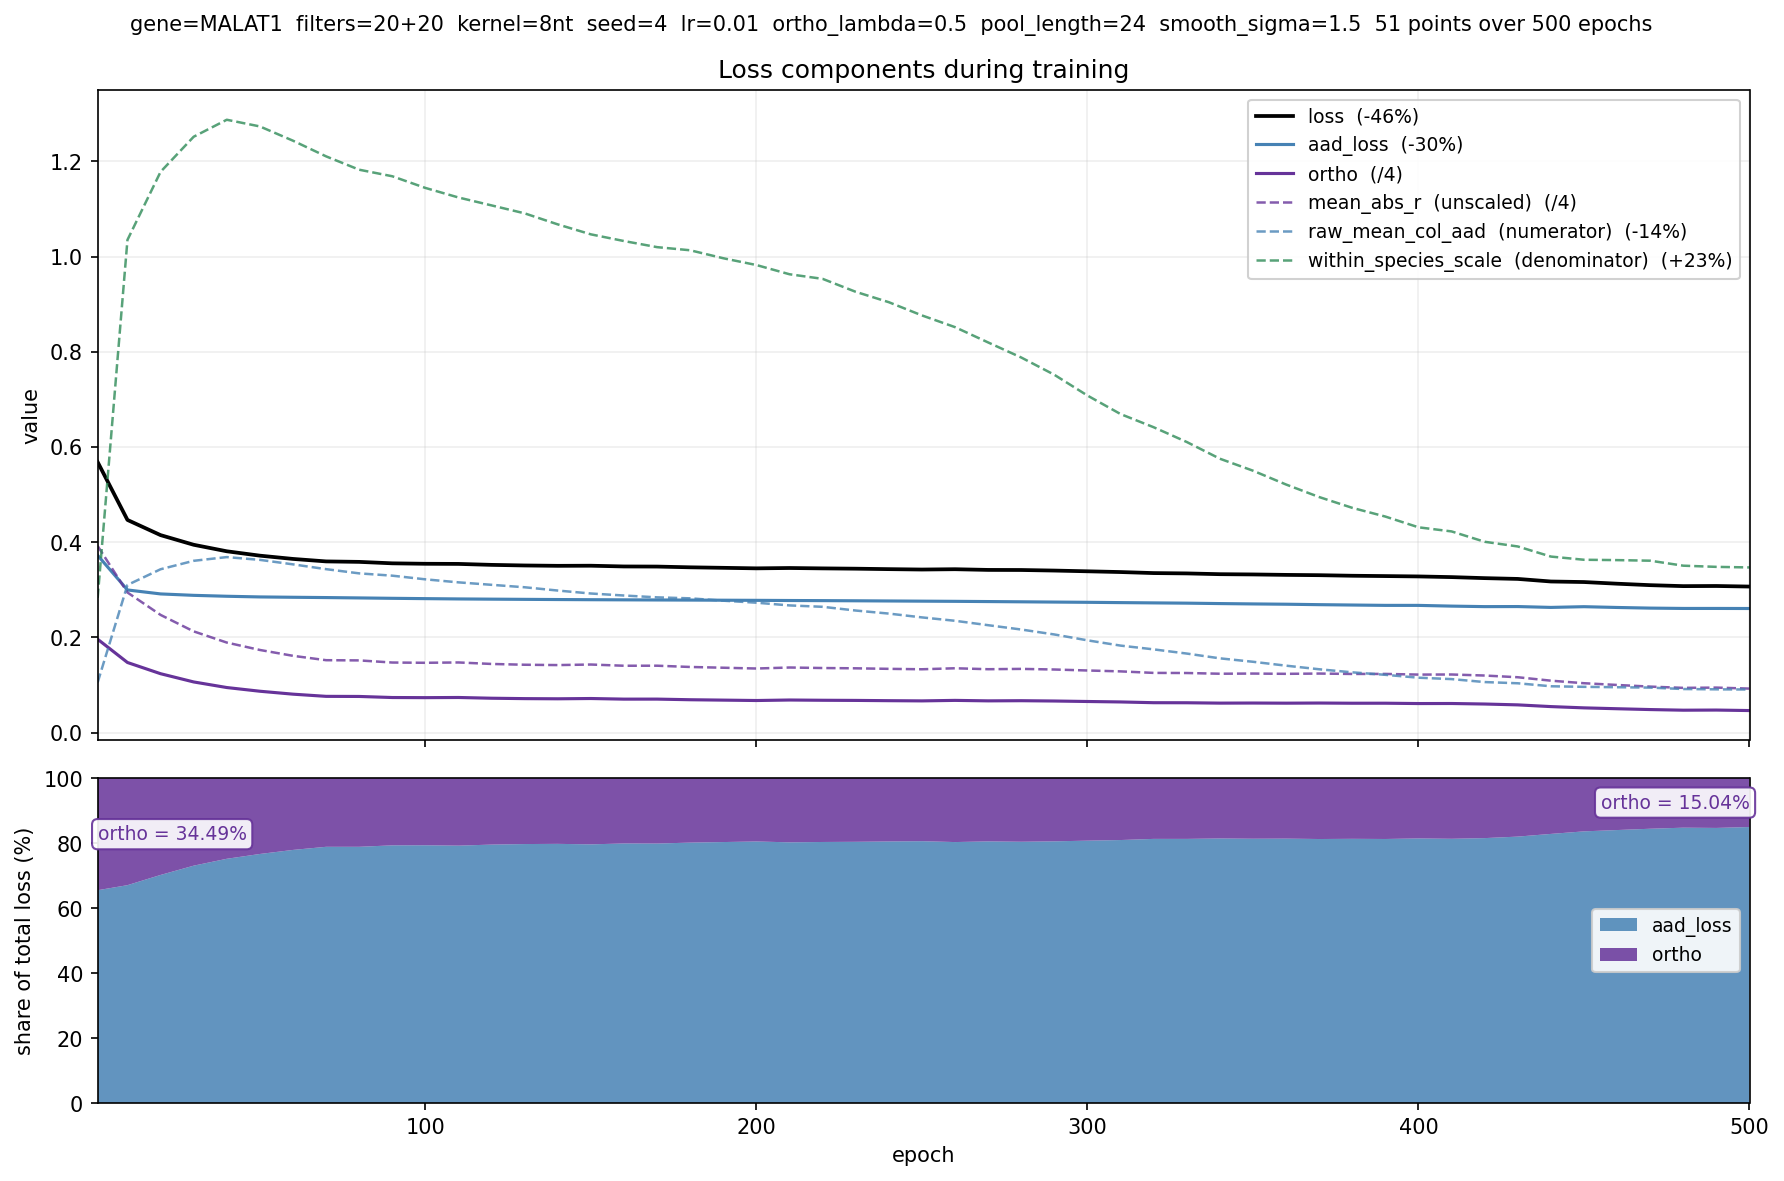 gene=MALAT1  filters=20+20  kernel=8nt  seed=4  lr=0.01  ortho_lambda=0.5  pool_length=24  smooth_sigma=1.5  51 points over 500 epochs
Loss components during training
loss  (-46%)
aad_loss  (-30%)
ortho  (/4)
mean_abs_r  (unscaled)  (/4)
raw_mean_col_aad  (numerator)  (-14%)
within_species_scale  (denominator)  (+23%)
value
1.2
1.0
0.8
0.6
0.4
0.2
0.0
share of total loss (%)
100
80
60
40
20
0
ortho = 34.49%
ortho = 15.04%
aad_loss
ortho
100
200
300
400
500
epoch